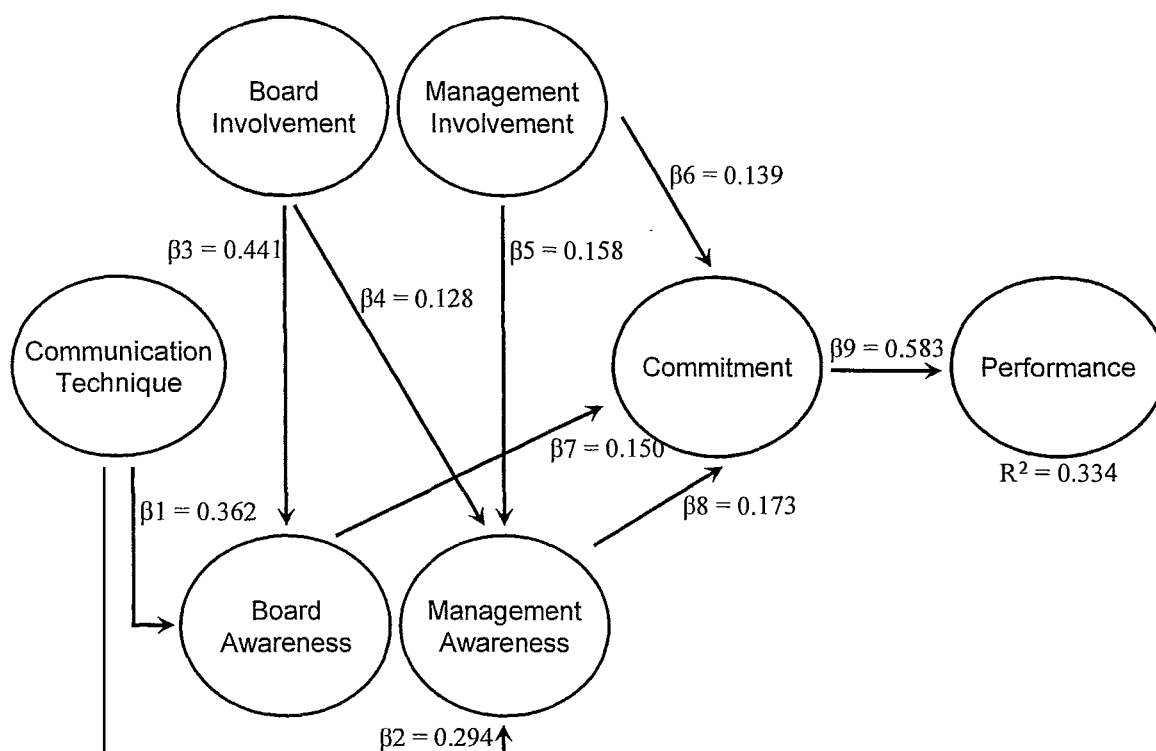 Board
Involvement
Management
Involvement
β6 = 0.139
β3 = 0.441
β5 = 0.158
β4 = 0.128
Communication
Technique
Commitment
β9 = 0.583
Performance
β7 = 0.150
R² = 0.334
β1 = 0.362
β8 = 0.173
Board
Awareness
Management
Awareness
β2 = 0.294